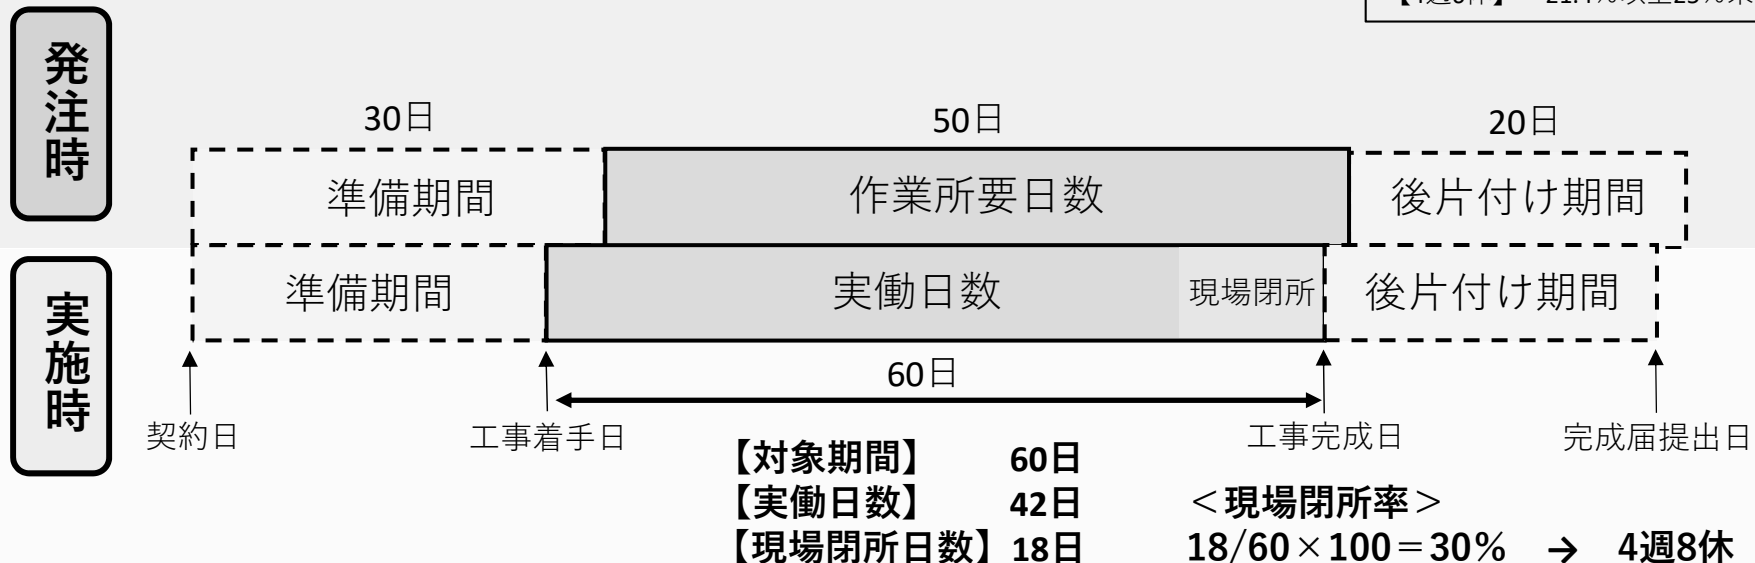 発注時
30日
50日
20日
準備期間
作業所要日数
後片付け期間
実施時
準備期間
実働日数
現場閉所
後片付け期間
60日
契約日
工事着手日
工事完成日
完成届提出日
【対象期間】 60日
【実働日数】 42日
【現場閉所日数】 18日
＜現場閉所率＞
18/60×100＝30% → 4週8休